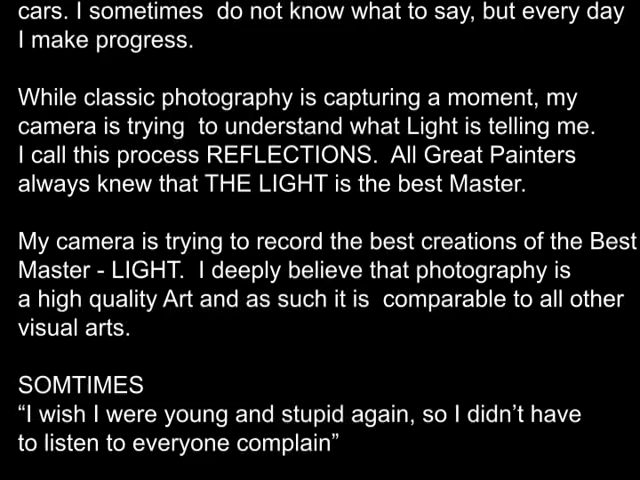 cars. I sometimes  do not know what to say, but every day
I make progress.
While classic photography is capturing a moment, my
camera is trying  to understand what Light is telling me.
I call this process REFLECTIONS.  All Great Painters
always knew that THE LIGHT is the best Master.
My camera is trying to record the best creations of the Best
Master - LIGHT.  I deeply believe that photography is
a high quality Art and as such it is  comparable to all other
visual arts.
SOMTIMES
“I wish I were young and stupid again, so I didn’t have
to listen to everyone complain”